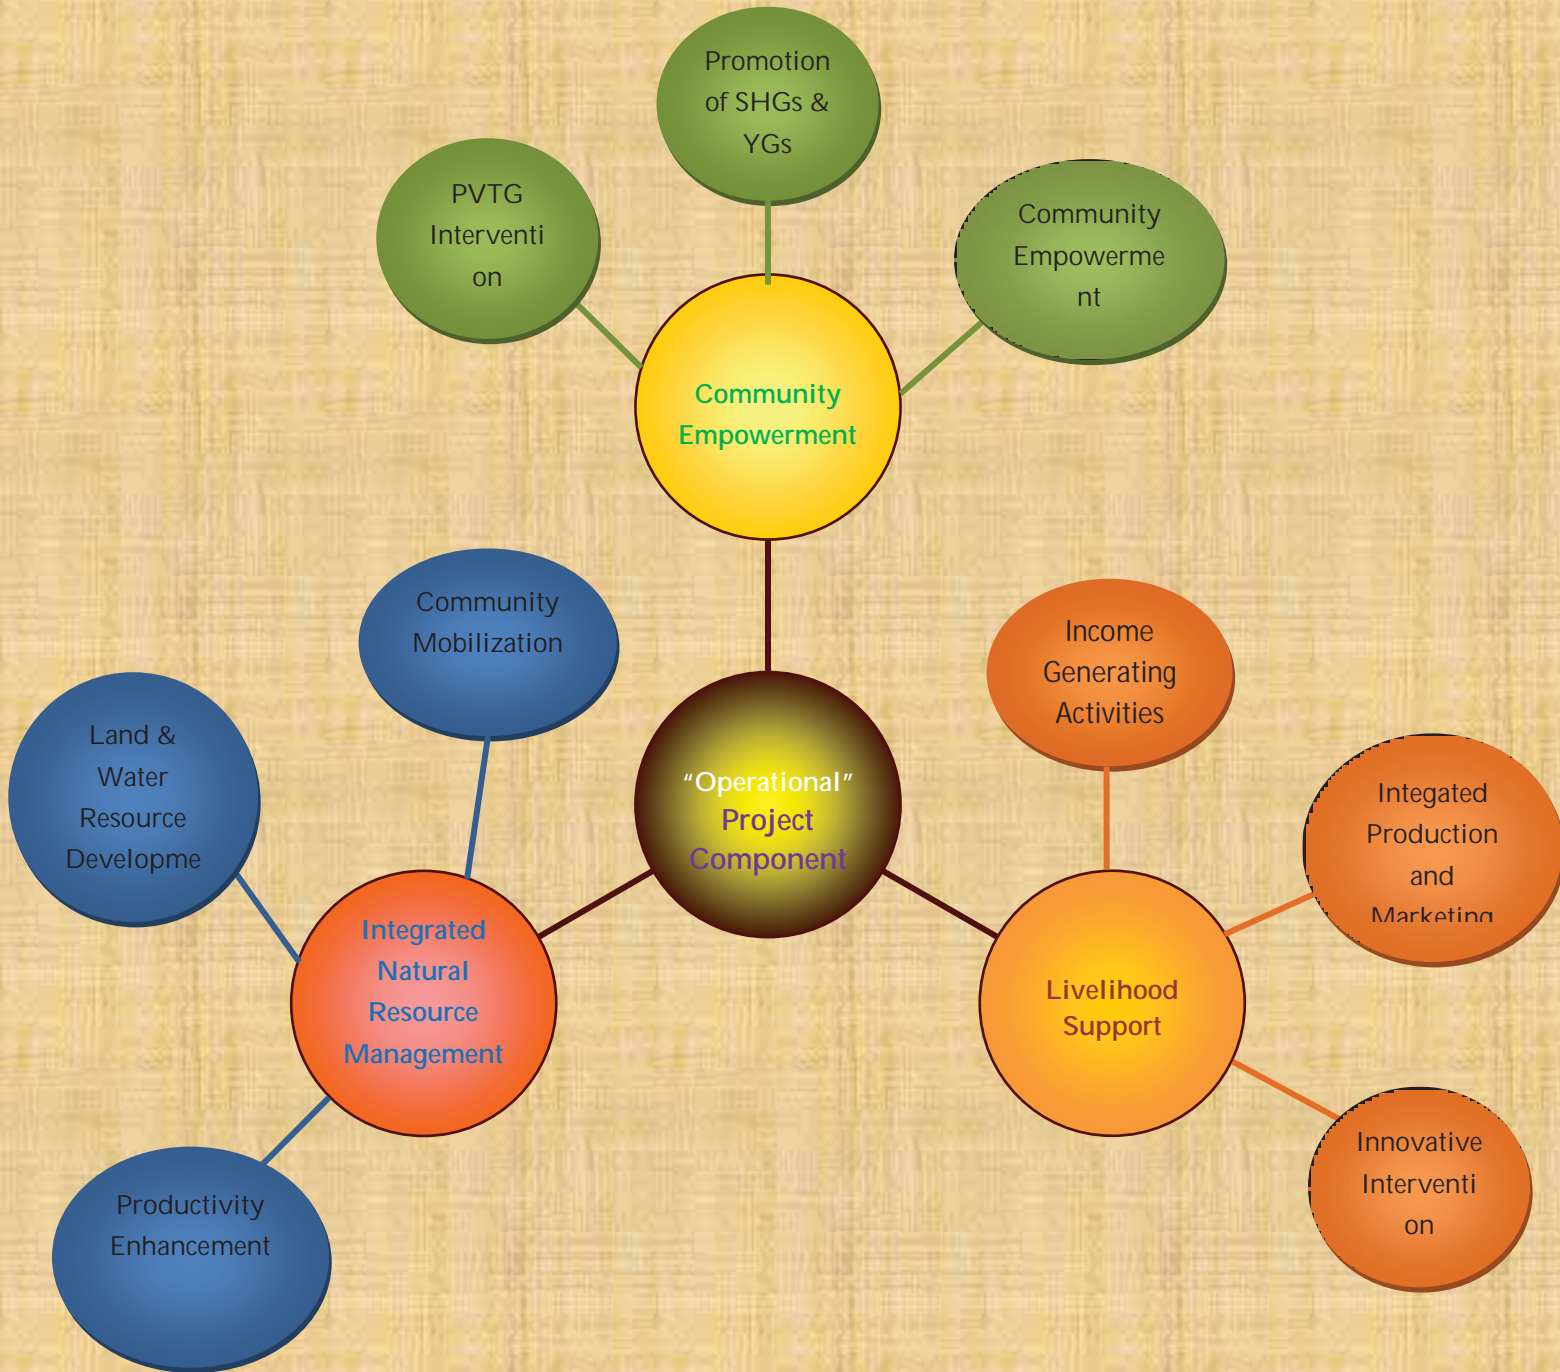 Promotion
of SHGs &
YGs
PVTG
Interventi
on
Community
Empowerme
nt
Community
Empowerment
Community
Mobilization
Income
Generating
Activities
Land &
Water
Resource
Developme
“Operational”
Project
Component
Integated
Production
and
Marketing
Integrated
Natural
Resource
Management
Livelihood
Support
Productivity
Enhancement
Innovative
Interventi
on